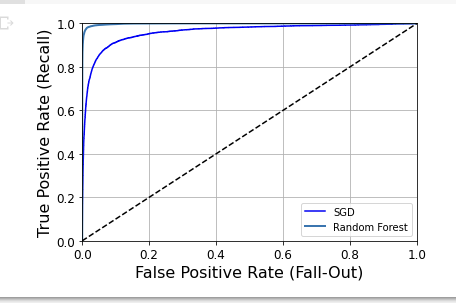 True Positive Rate (Recall)
1.0
0.8
0.6
0.4
0.2
0.0
SGD
Random Forest
0.0 0.2 0.4 0.6 0.8 1.0
False Positive Rate (Fall-Out)